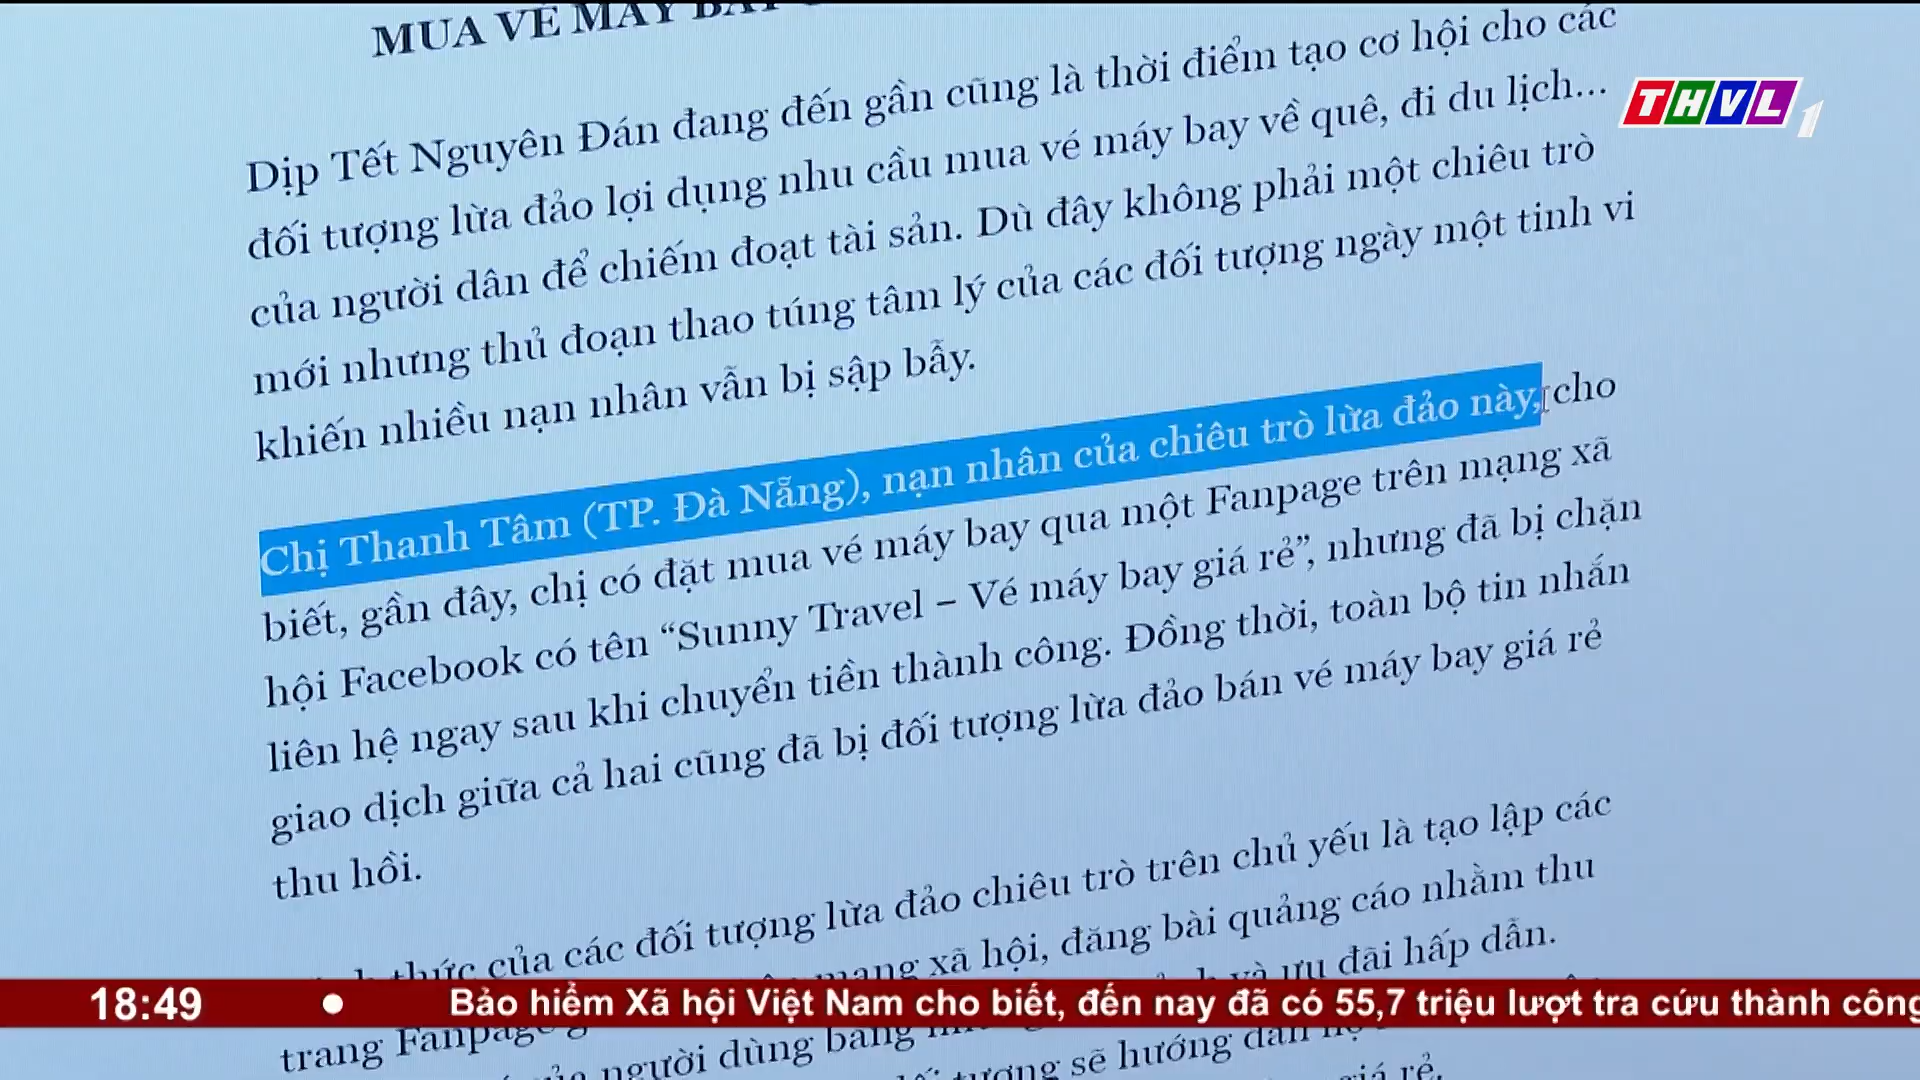 MUA VÉ MÁY BAY
Dịp Tết Nguyên Đán đang đến gần cũng là thời điểm tạo cơ hội cho các
đối tượng lừa đảo lợi dụng nhu cầu mua vé máy bay về quê, đi du lịch...
của người dân để chiếm đoạt tài sản. Dù đây không phải một chiêu trò
mới nhưng thủ đoạn thao túng tâm lý của các đối tượng ngày một tinh vi
khiến nhiều nạn nhân vẫn bị sập bẫy.
Chị Thanh Tâm (TP. Đà Nẵng), nạn nhân của chiêu trò lừa đảo này, cho
biết, gần đây, chị có đặt mua vé máy bay qua một Fanpage trên mạng xã
hội Facebook có tên “Sunny Travel – Vé máy bay giá rẻ”, nhưng đã bị chặn
liên hệ ngay sau khi chuyển tiền thành công. Đồng thời, toàn bộ tin nhắn
giao dịch giữa cả hai cũng đã bị đối tượng lừa đảo bán vé máy bay giá rẻ
thu hồi.
thức của các đối tượng lừa đảo chiêu trò trên chủ yếu là tạo lập các
mạng xã hội, đăng bài quảng cáo nhằm thu
và ưu đãi hấp dẫn.
trang Fanpage
người dùng bằng
tượng sẽ hướng dẫn
giá rẻ.
THVL 1
18:49 • Bảo hiểm Xã hội Việt Nam cho biết, đến nay đã có 55,7 triệu lượt tra cứu thành công